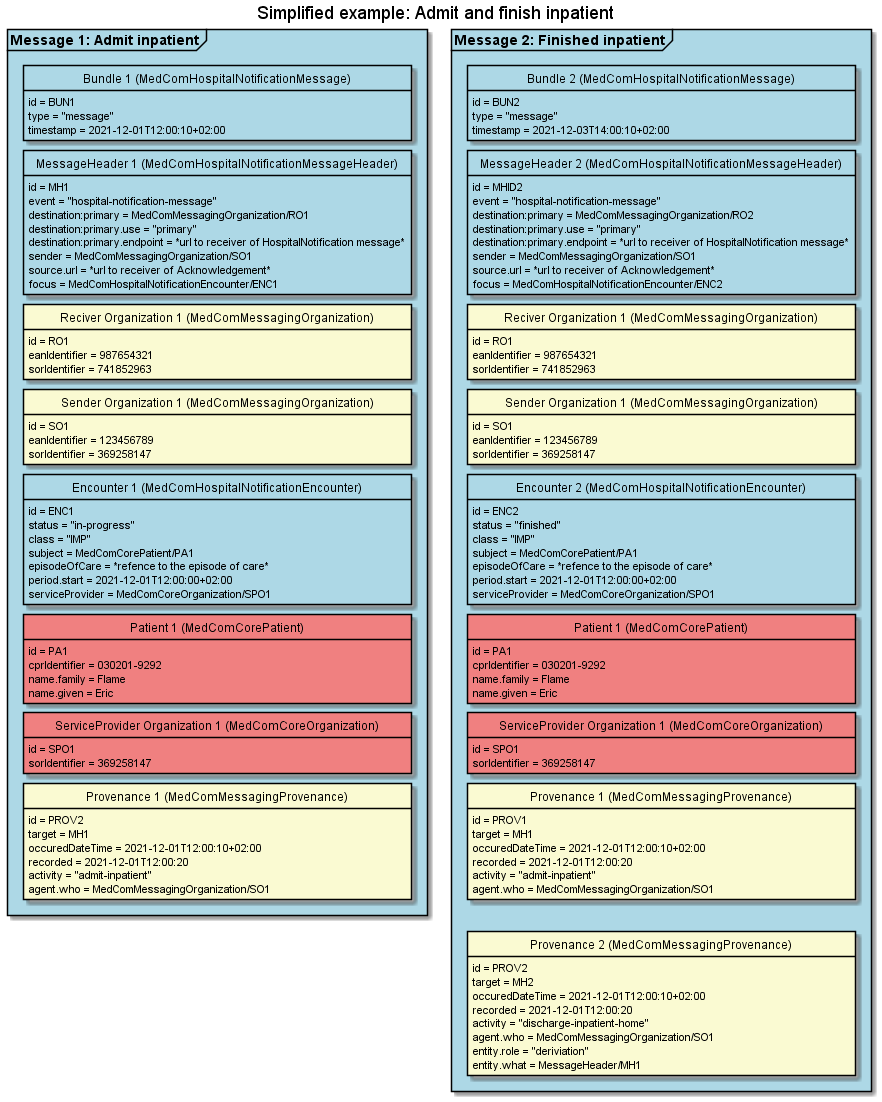 Simplified example: Admit and finish inpatient
Message 1: Admit inpatient
Bundle 1 (MedComHospitalNotificationMessage)
id = BUN1
type = "message"
timestamp = 2021-12-01T12:00:10+02:00
MessageHeader 1 (MedComHospitalNotificationMessageHeader)
id = MH1
event = "hospital-notification-message"
destination:primary = MedComMessagingOrganization/RO1
destination:primary.use = "primary"
destination:primary.endpoint = *url to receiver of HospitalNotification message*
sender = MedComMessagingOrganization/SO1
source.url = *url to receiver of Acknowledgement*
focus = MedComHospitalNotificationEncounter/ENC1
Reciver Organization 1 (MedComMessagingOrganization)
id = RO1
eanIdentifier = 987654321
sorIdentifier = 741852963
Sender Organization 1 (MedComMessagingOrganization)
id = SO1
eanIdentifier = 123456789
sorIdentifier = 369258147
Encounter 1 (MedComHospitalNotificationEncounter)
id = ENC1
status = "in-progress"
class = "IMP"
subject = MedComCorePatient/PA1
episodeOfCare = *refence to the episode of care*
period.start = 2021-12-01T12:00:00+02:00
serviceProvider = MedComCoreOrganization/SPO1
Patient 1 (MedComCorePatient)
id = PA1
cprIdentifier = 030201-9292
name.family = Flame
name.given = Eric
ServiceProvider Organization 1 (MedComCoreOrganization)
id = SPO1
sorIdentifier = 369258147
Provenance 1 (MedComMessagingProvenance)
id = PROV2
target = MH1
occuredDateTime = 2021-12-01T12:00:10+02:00
recorded = 2021-12-01T12:00:20
activity = "admit-inpatient"
agent.who = MedComMessagingOrganization/SO1
Message 2: Finished inpatient
Bundle 2 (MedComHospitalNotificationMessage)
id = BUN2
type = "message"
timestamp = 2021-12-03T14:00:10+02:00
MessageHeader 2 (MedComHospitalNotificationMessageHeader)
id = MHID2
event = "hospital-notification-message"
destination:primary = MedComMessagingOrganization/RO2
destination:primary.use = "primary"
destination:primary.endpoint = *url to receiver of HospitalNotification message*
sender = MedComMessagingOrganization/SO1
source.url = *url to receiver of Acknowledgement*
focus = MedComHospitalNotificationEncounter/ENC2
Reciver Organization 1 (MedComMessagingOrganization)
id = RO1
eanIdentifier = 987654321
sorIdentifier = 741852963
Sender Organization 1 (MedComMessagingOrganization)
id = SO1
eanIdentifier = 123456789
sorIdentifier = 369258147
Encounter 2 (MedComHospitalNotificationEncounter)
id = ENC2
status = "finished"
class = "IMP"
subject = MedComCorePatient/PA1
episodeOfCare = *refence to the episode of care*
period.start = 2021-12-01T12:00:00+02:00
serviceProvider = MedComCoreOrganization/SPO1
Patient 1 (MedComCorePatient)
id = PA1
cprIdentifier = 030201-9292
name.family = Flame
name.given = Eric
ServiceProvider Organization 1 (MedComCoreOrganization)
id = SPO1
sorIdentifier = 369258147
Provenance 1 (MedComMessagingProvenance)
id = PROV1
target = MH1
occuredDateTime = 2021-12-01T12:00:10+02:00
recorded = 2021-12-01T12:00:20
activity = "admit-inpatient"
agent.who = MedComMessagingOrganization/SO1
Provenance 2 (MedComMessagingProvenance)
id = PROV2
target = MH2
occuredDateTime = 2021-12-01T12:00:10+02:00
recorded = 2021-12-01T12:00:20
activity = "discharge-inpatient-home"
agent.who = MedComMessagingOrganization/SO1
entity.role = "deriviation"
entity.what = MessageHeader/MH1